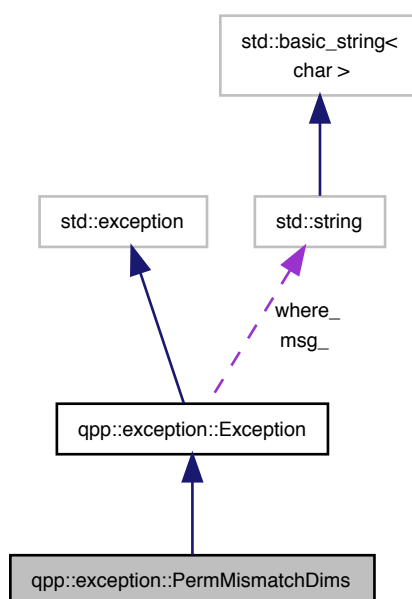 std::basic_string<
char >
std::exception
std::string
where_
msg_
qpp::exception::Exception
qpp::exception::PermMismatchDims